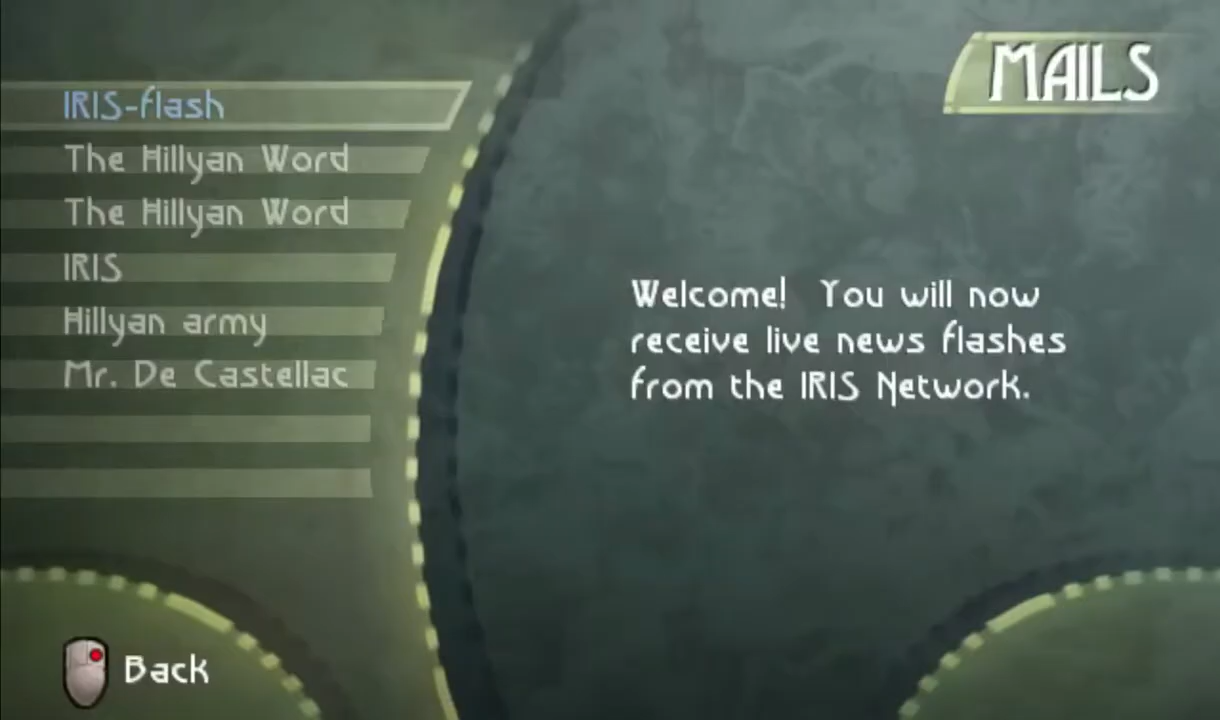 MAILS
IRIS-flash
The Hillyan Word
The Hillyan Word
IRIS
Hillyan army
Mr. De Castellac
Welcome! You will now
receive live news flashes
from the IRIS Network.
Back